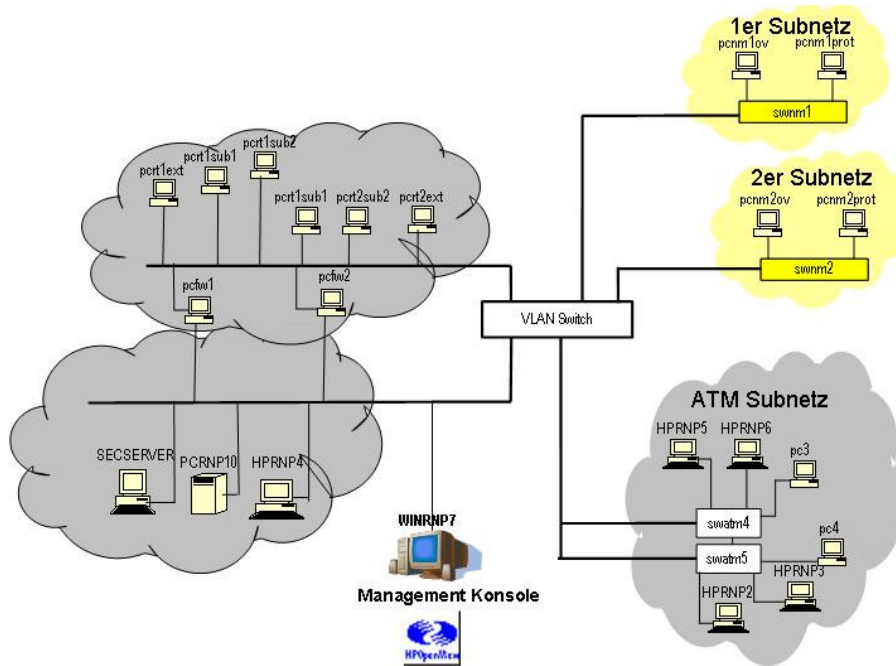 1er Subnetz
pcnm1ov
pcnm1prot
swnm1
pcrt1sub2
pcrt1sub1
pcrt1ext
pcrt1sub1
pcrt2sub2
pcrt2ext
2er Subnetz
pcnm2ov
pcnm2prot
swnm2
pcfw1
pcfw2
VLAN Switch
ATM Subnetz
HPRNP5
HPRNP6
pc3
SECSERVER
PCRNP10
HPRNP4
WINRNP7
swatm4
pc4
swatm5
HPRNP3
HPRNP2
Management Konsole
HPOpenView